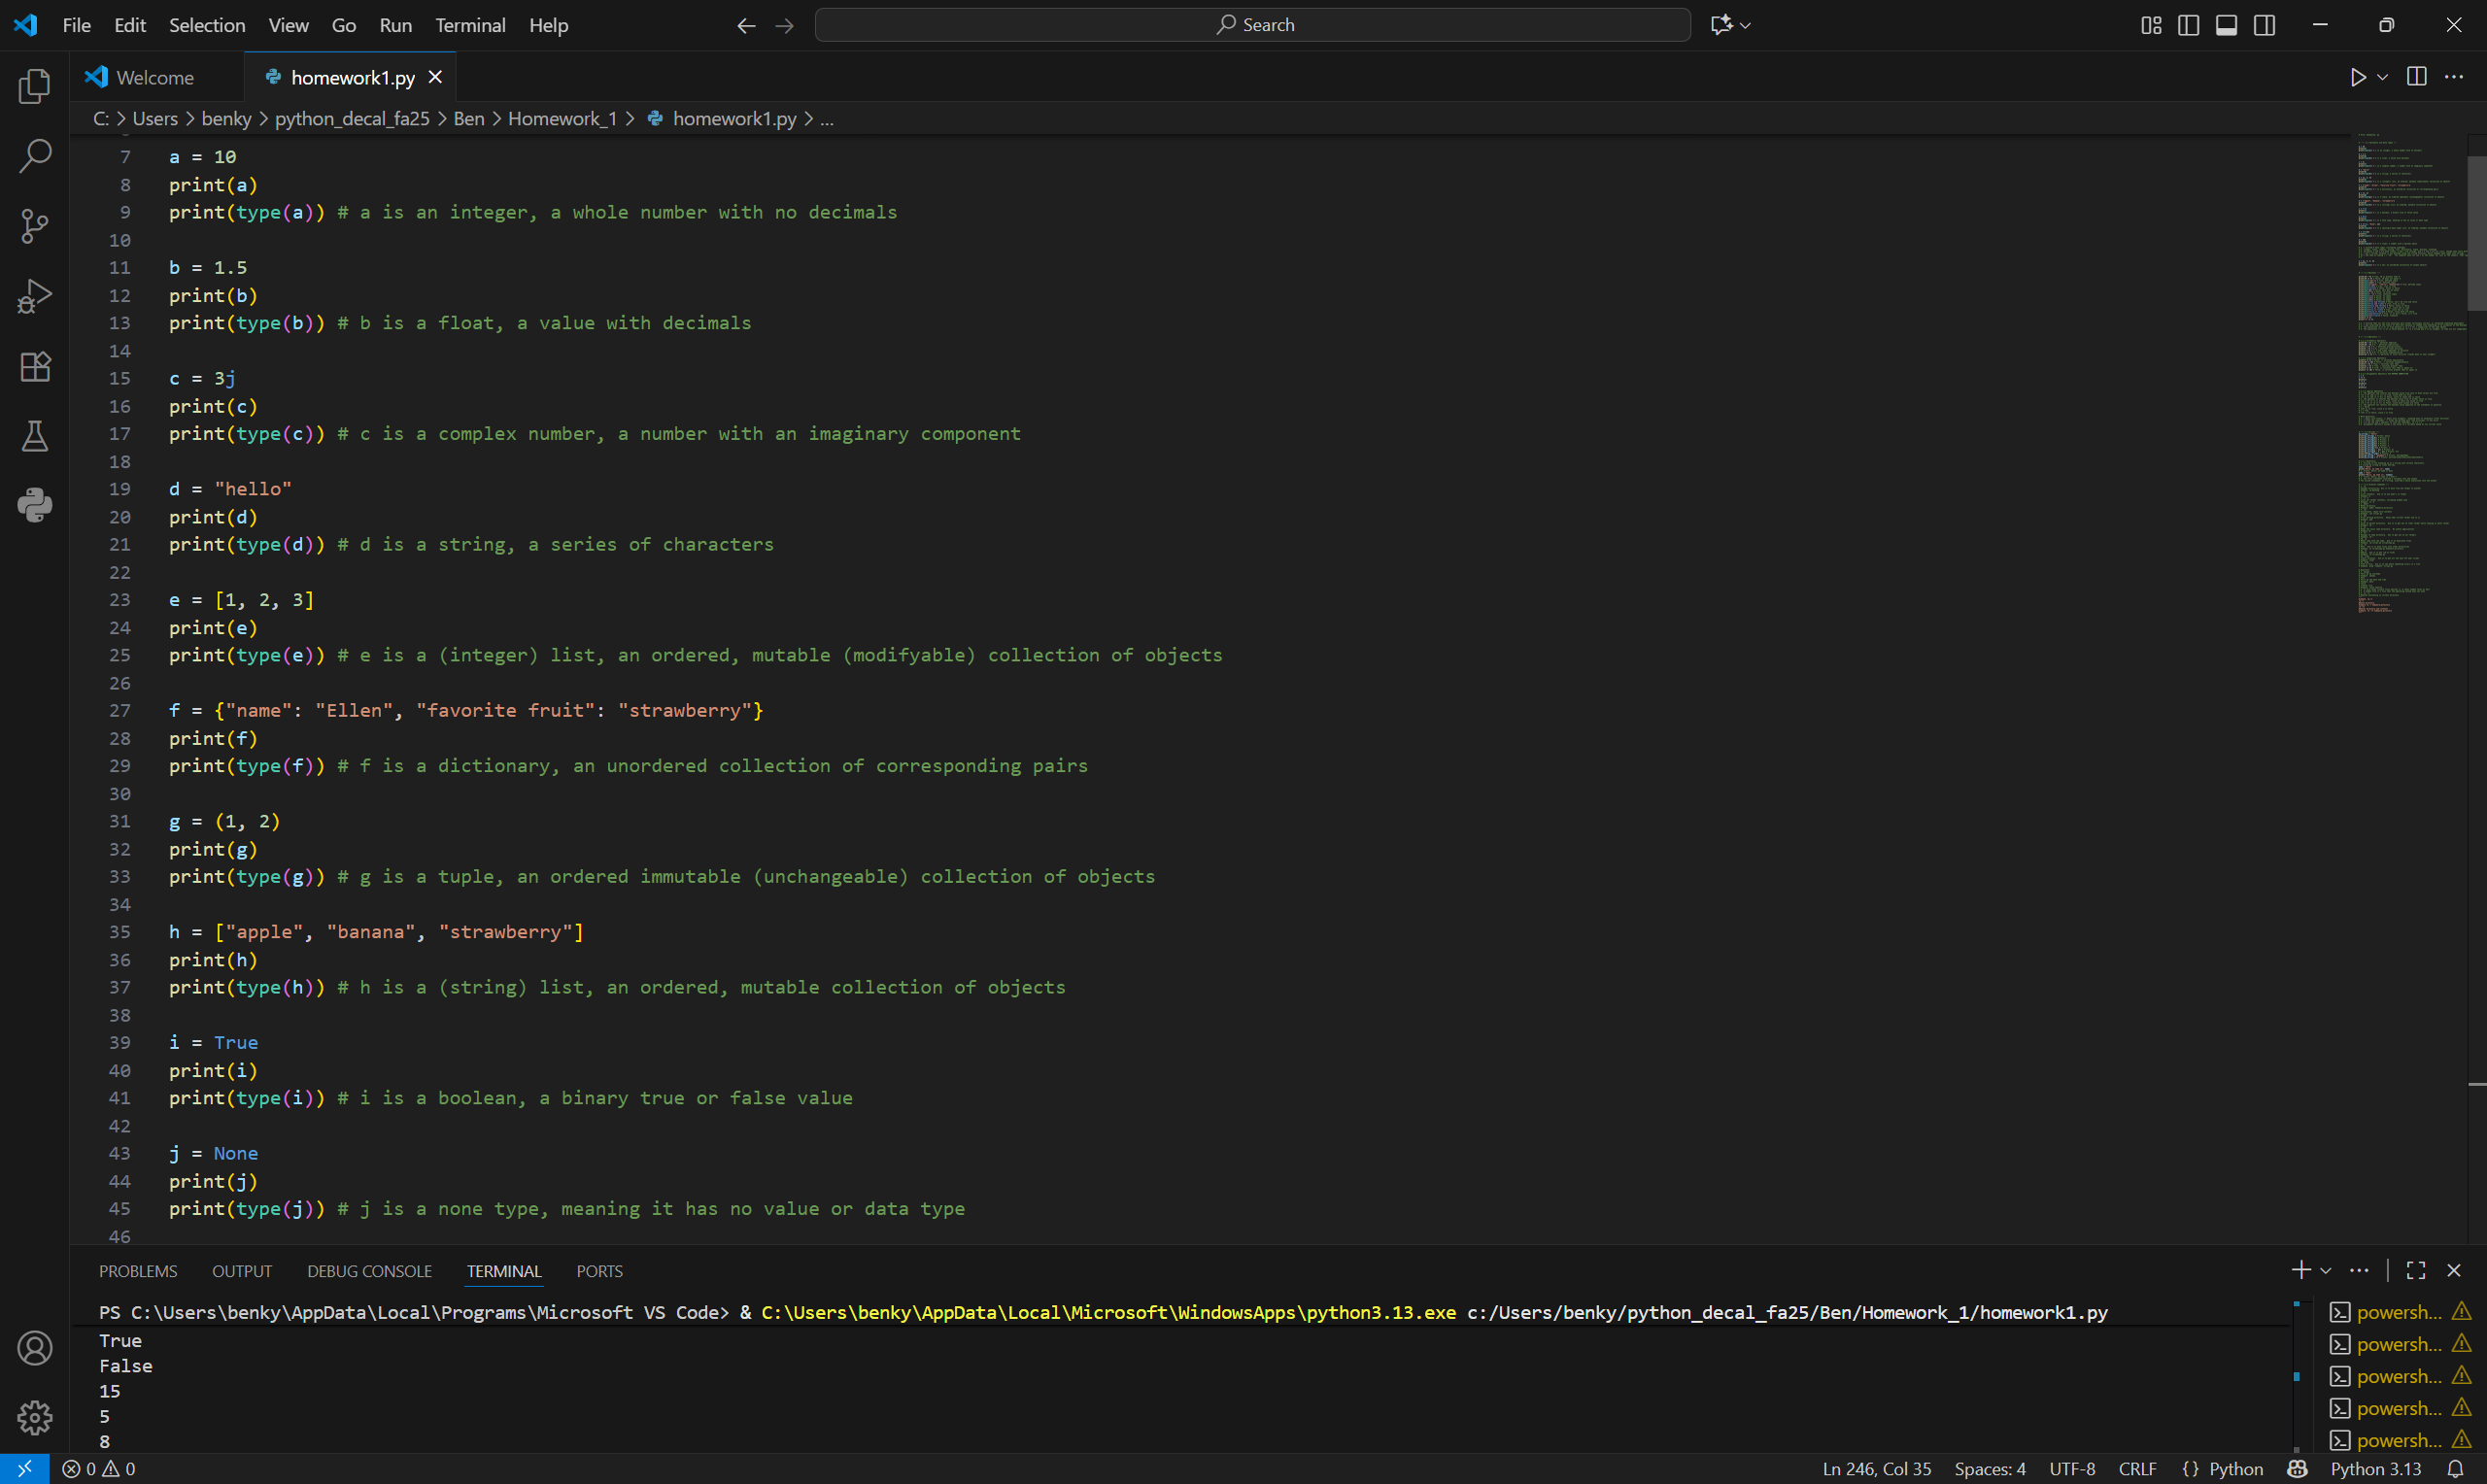 File Edit Selection View Go Run Terminal Help Search
Welcome homework1.py
C: > Users > benky > python_decal_fa25 > Ben > Homework_1 > homework1.py > ...
7 a = 10
8 print(a)
9 print(type(a)) # a is an integer, a whole number with no decimals
10
11 b = 1.5
12 print(b)
13 print(type(b)) # b is a float, a value with decimals
14
15 c = 3j
16 print(c)
17 print(type(c)) # c is a complex number, a number with an imaginary component
18
19 d = "hello"
20 print(d)
21 print(type(d)) # d is a string, a series of characters
22
23 e = [1, 2, 3]
24 print(e)
25 print(type(e)) # e is a (integer) list, an ordered, mutable (modifyable) collection of objects
26
27 f = {"name": "Ellen", "favorite fruit": "strawberry"}
28 print(f)
29 print(type(f)) # f is a dictionary, an unordered collection of corresponding pairs
30
31 g = (1, 2)
32 print(g)
33 print(type(g)) # g is a tuple, an ordered immutable (unchangeable) collection of objects
34
35 h = ["apple", "banana", "strawberry"]
36 print(h)
37 print(type(h)) # h is a (string) list, an ordered, mutable collection of objects
38
39 i = True
40 print(i)
41 print(type(i)) # i is a boolean, a binary true or false value
42
43 j = None
44 print(j)
45 print(type(j)) # j is a none type, meaning it has no value or data type
46
PROBLEMS OUTPUT DEBUG CONSOLE TERMINAL PORTS
PS C:\Users\benky\AppData\Local\Programs\Microsoft VS Code> & C:\Users\benky\AppData\Local\Microsoft\WindowsApps\python3.13.exe c:/Users/benky/python_decal_fa25/Ben/Homework_1/homework1.py
True
False
15
5
8
powersh...
powersh...
powersh...
powersh...
powersh...
0 0 Ln 246, Col 35 Spaces: 4 UTF-8 CRLF {} Python Python 3.13